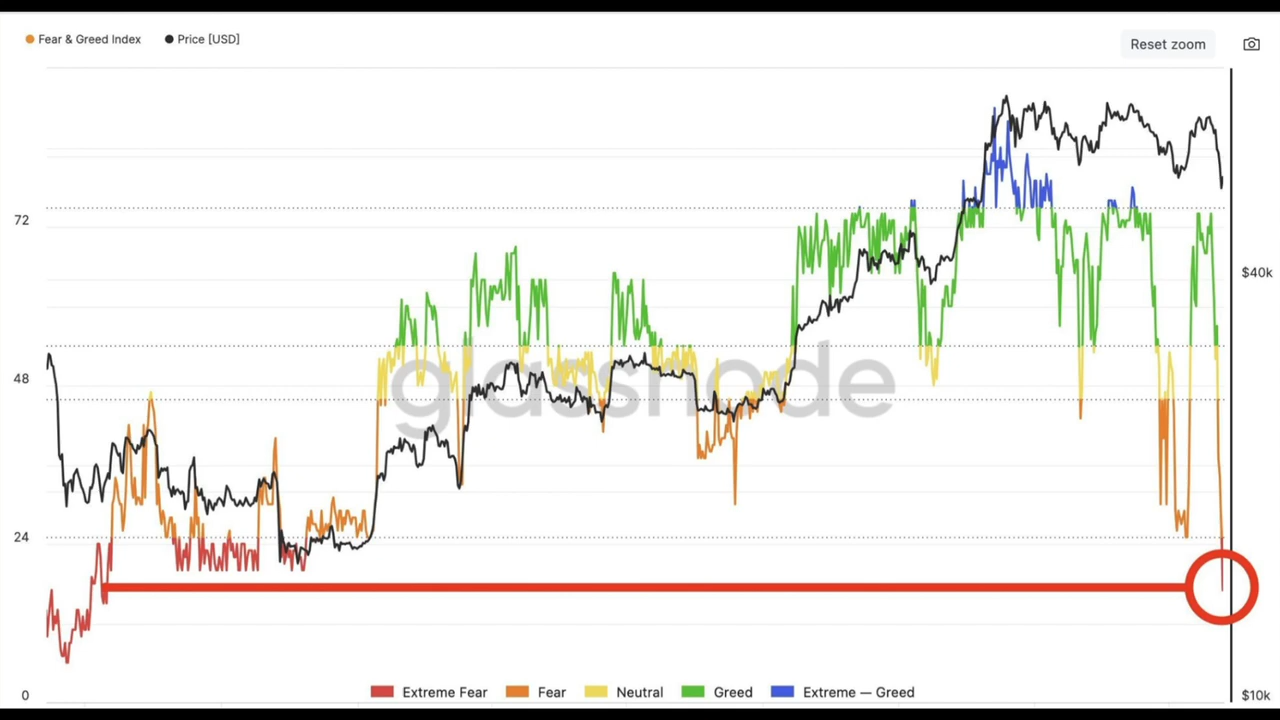 Fear & Greed Index Price [USD]
Reset zoom
72
48
24
0
$40k
$10k
glassnode
Extreme Fear Fear Neutral Greed Extreme — Greed